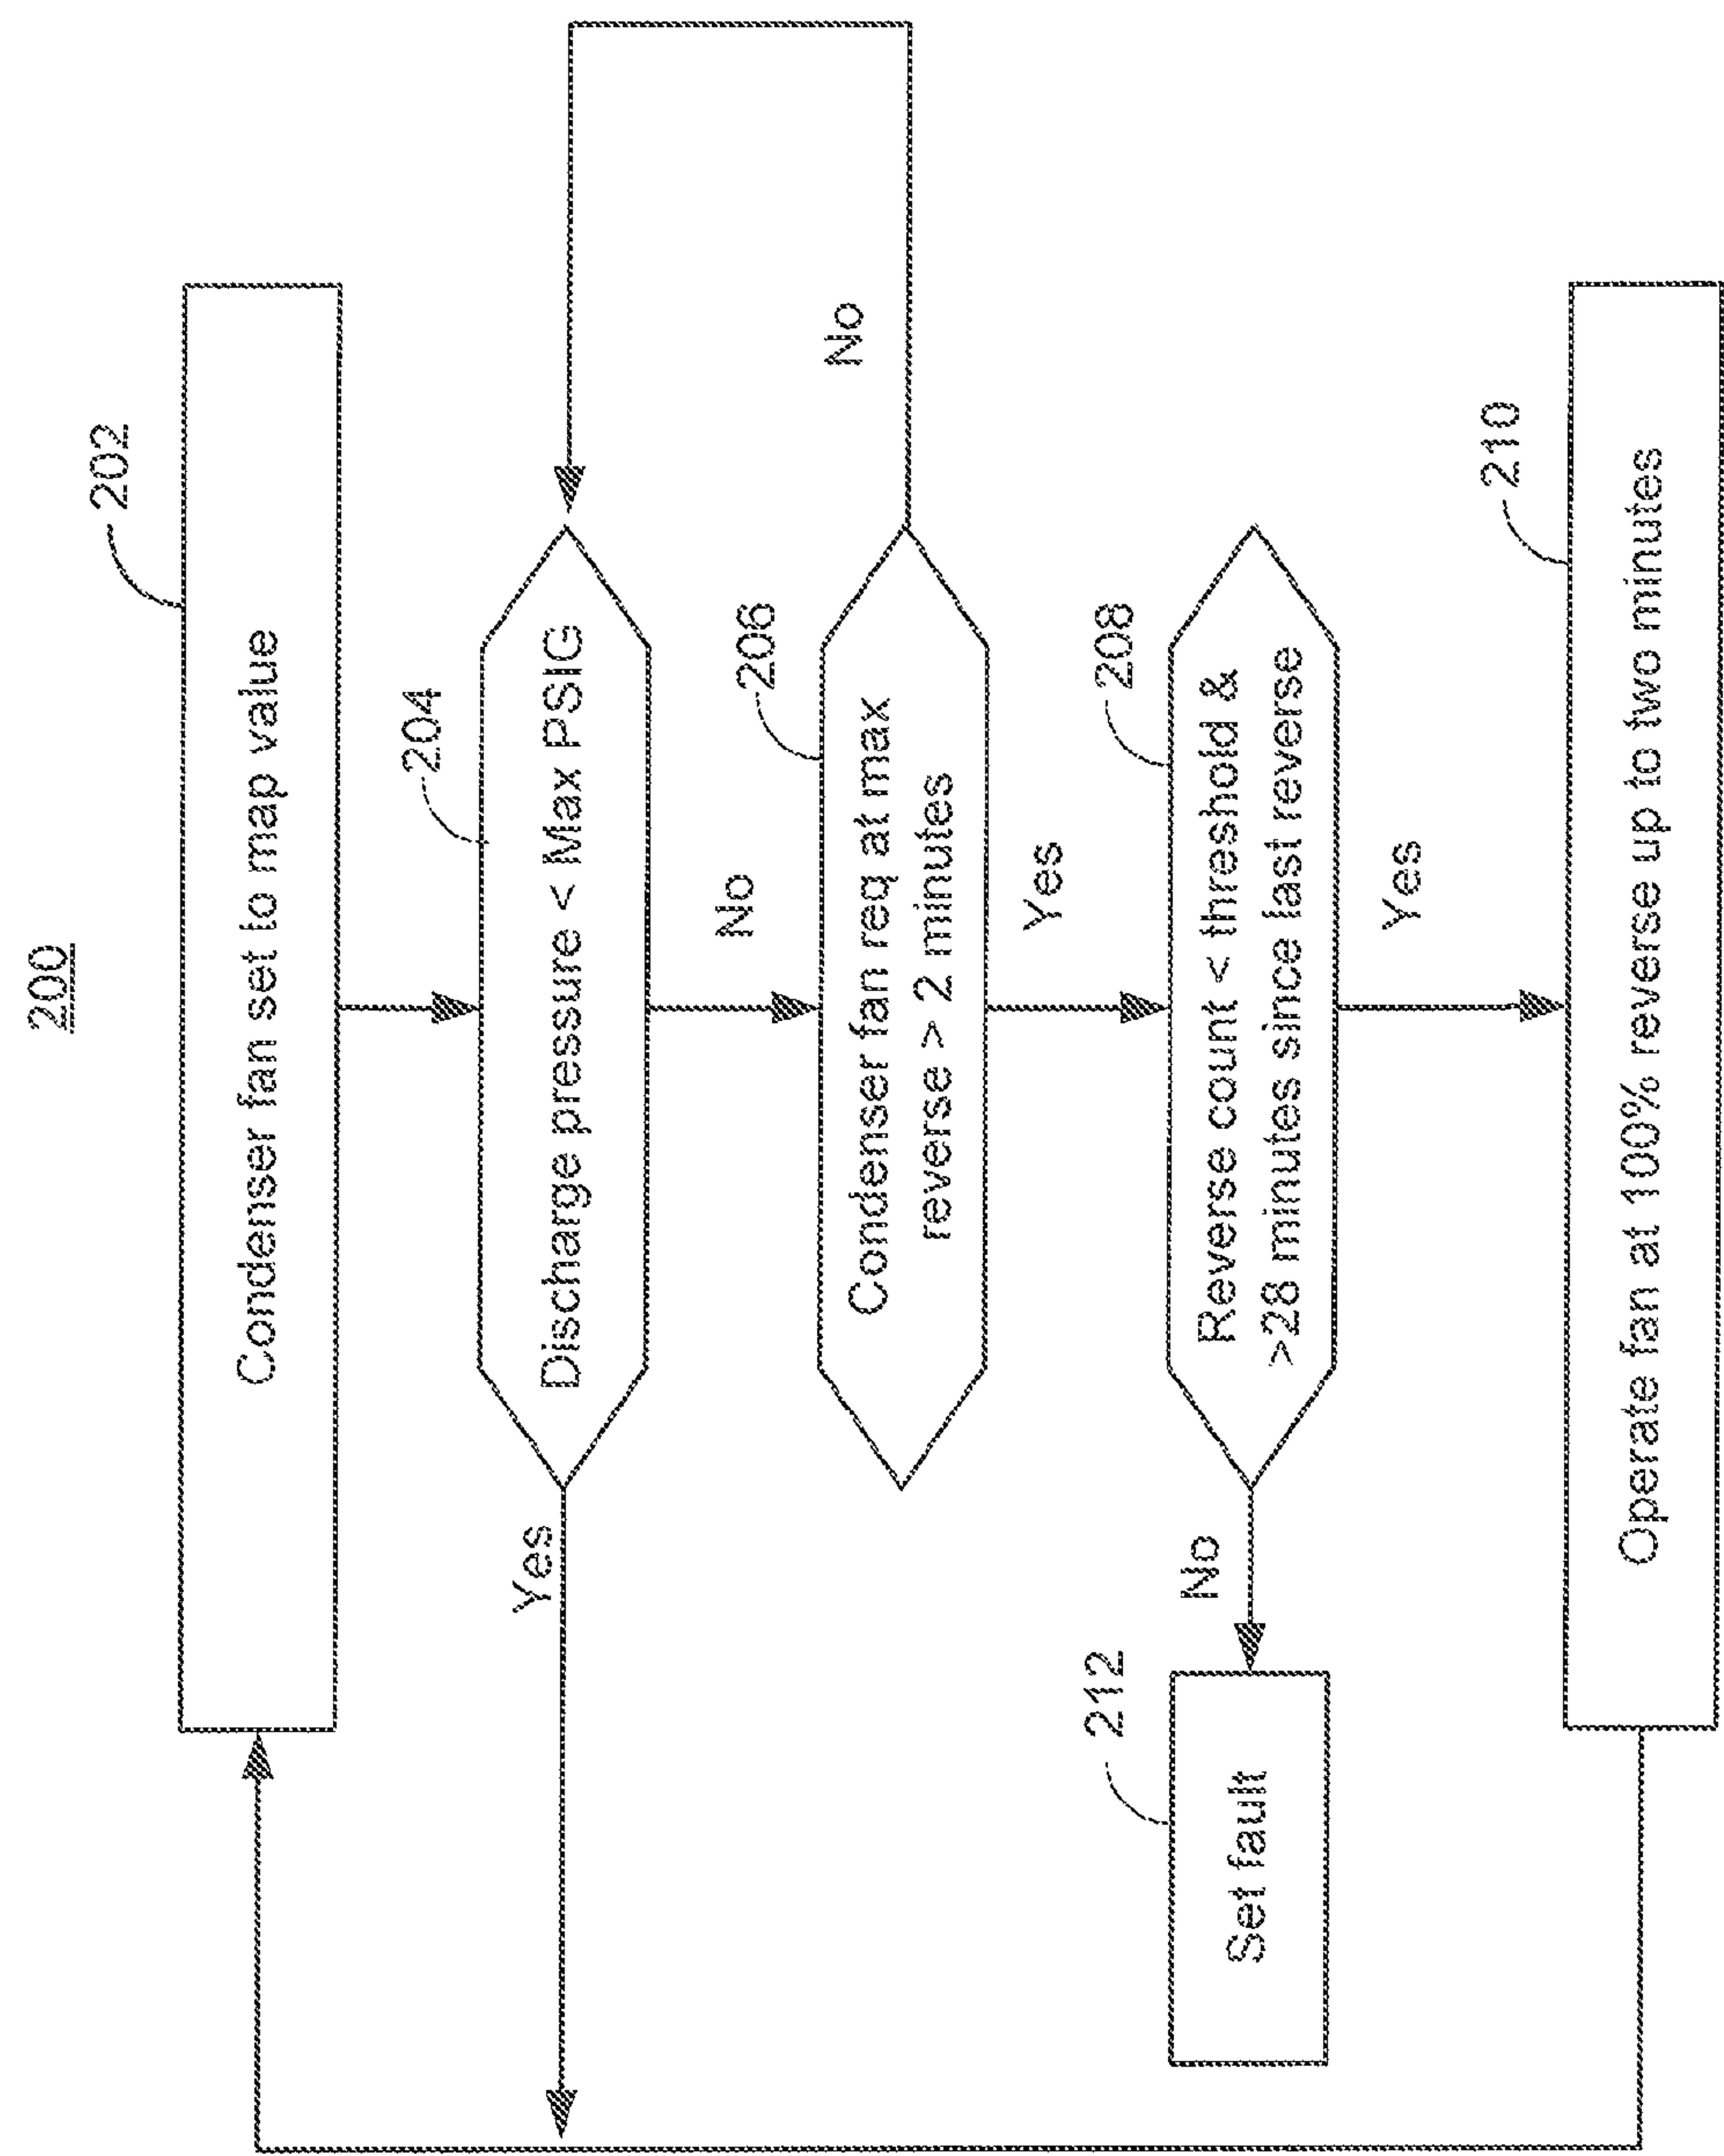 200
202
Condenser fan set to map value
204
Discharge pressure < Max PSIG
Yes
No
206
Condenser fan req at max
reverse > 2 minutes
No
Yes
208
Reverse count < threshold &
>28 minutes since last reverse
No
212
Set fault
Yes
210
Operate fan at 100% reverse up to two minutes